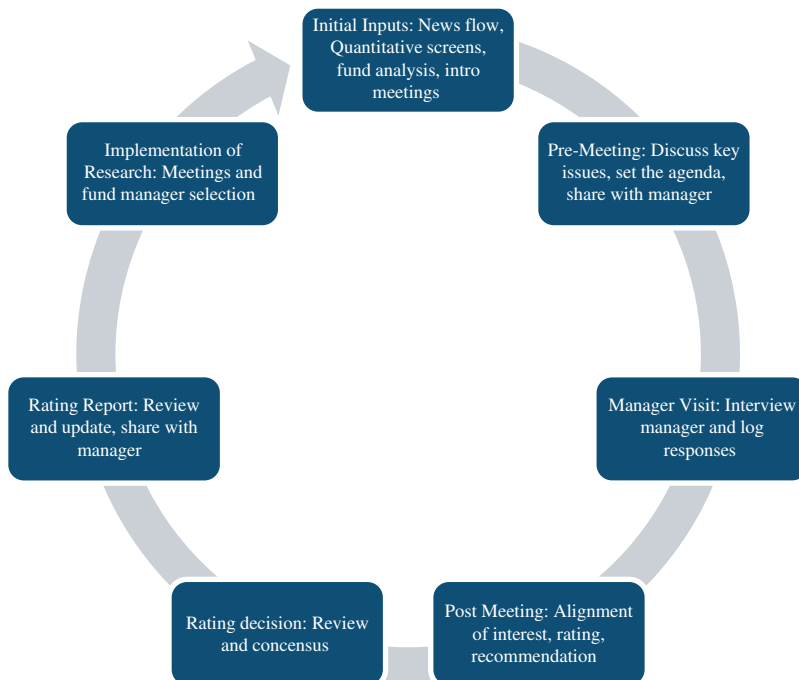 Initial Inputs: News flow,
Quantitative screens,
fund analysis, intro
meetings
Pre-Meeting: Discuss key
issues, set the agenda,
share with manager
Manager Visit: Interview
manager and log
responses
Post Meeting: Alignment
of interest, rating,
recommendation
Rating decision: Review
and concensus
Rating Report: Review
and update, share with
manager
Implementation of
Research: Meetings and
fund manager selection